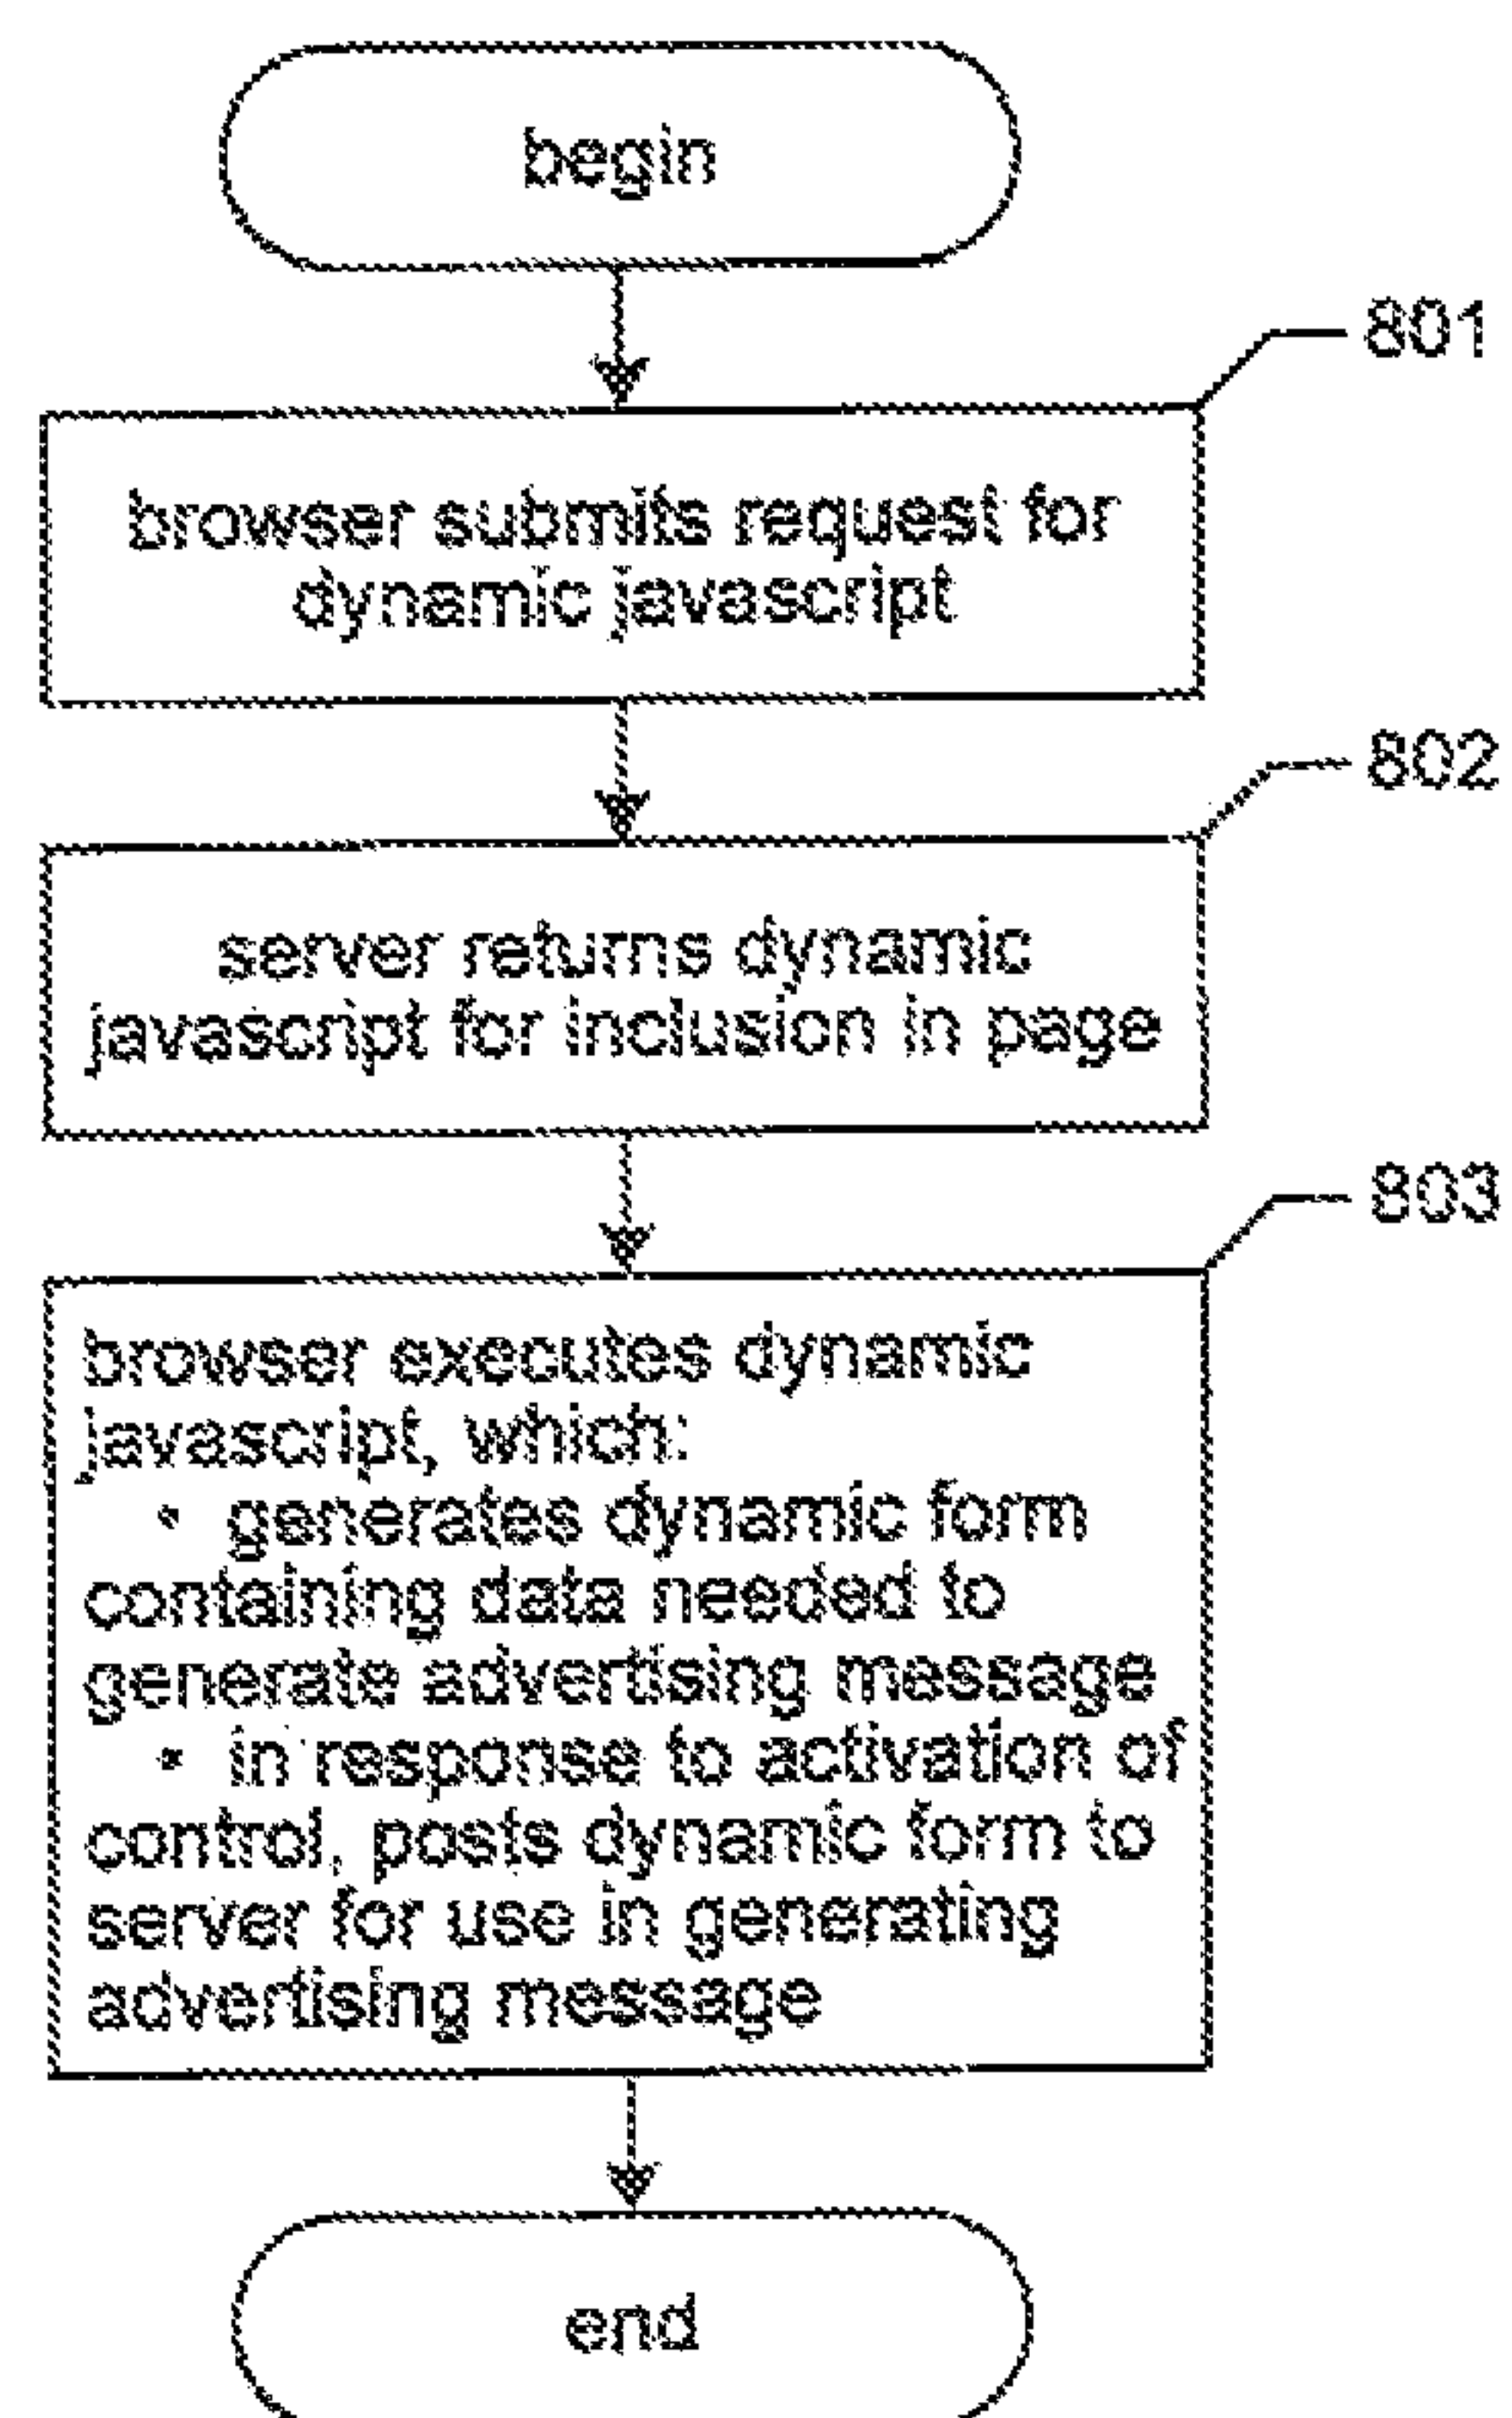 begin
801
browser submits request for
dynamic javascript
802
server returns dynamic
javascript for inclusion in page
803
browser executes dynamic
javascript, which:
• generates dynamic form
containing data needed to
generate advertising message
• in response to activation of
control, posts dynamic form to
server for use in generating
advertising message
end